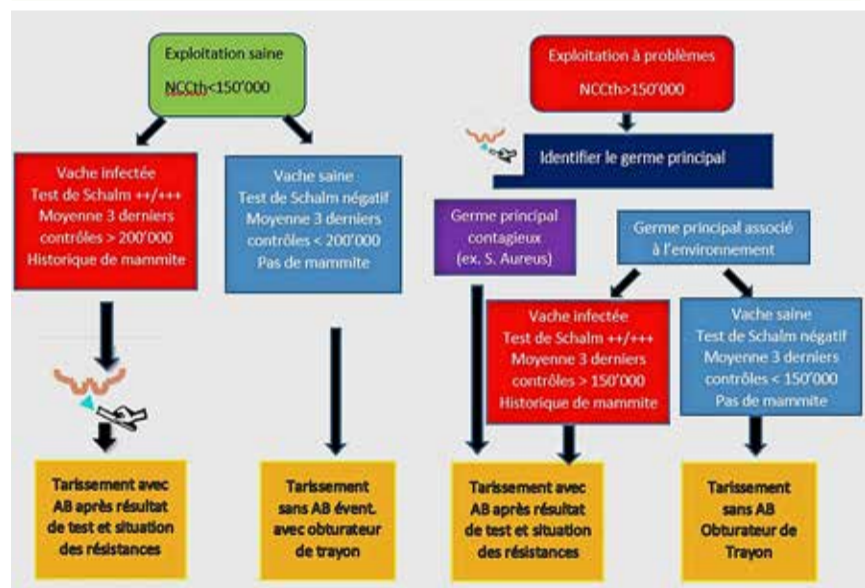 Exploitation saine
NCCth<150'000
Vache infectée
Test de Schalm ++/+++
Moyenne 3 derniers
contrôles > 200'000
Historique de mammite
Vache saine
Test de Schalm négatif
Moyenne 3 derniers
contrôles < 200'000
Pas de mammite
Tarissement avec
AB après résultat
de test et situation
des résistances
Tarissement
sans AB évent.
avec obturateur
de trayon
Exploitation à problèmes
NCCth>150'000
Identifier le germe principal
Germe principal
contagieux
(ex. S. Aureus)
Germe principal associé
à l'environnement
Vache infectée
Test de Schalm ++/+++
Moyenne 3 derniers
contrôles > 150'000
Historique de mammite
Vache saine
Test de Schalm négatif
Moyenne 3 derniers
contrôles < 150'000
Pas de mammite
Tarissement avec
AB après résultat
de test et situation
des résistances
Tarissement
sans AB
Obturateur de
Trayon